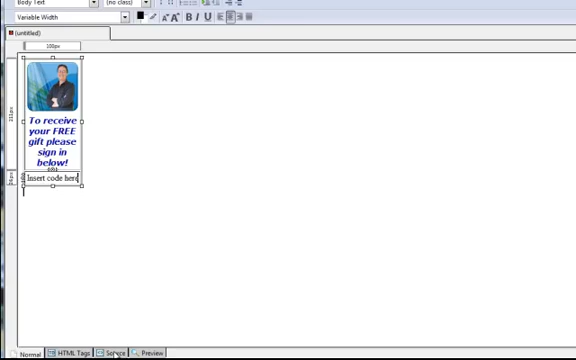 Body Text (no class)
Variable Width B I U
(untitled)
100px
To receive
your FREE
gift please
sign in
below!
Insert code here
Normal HTML Tags Source Preview